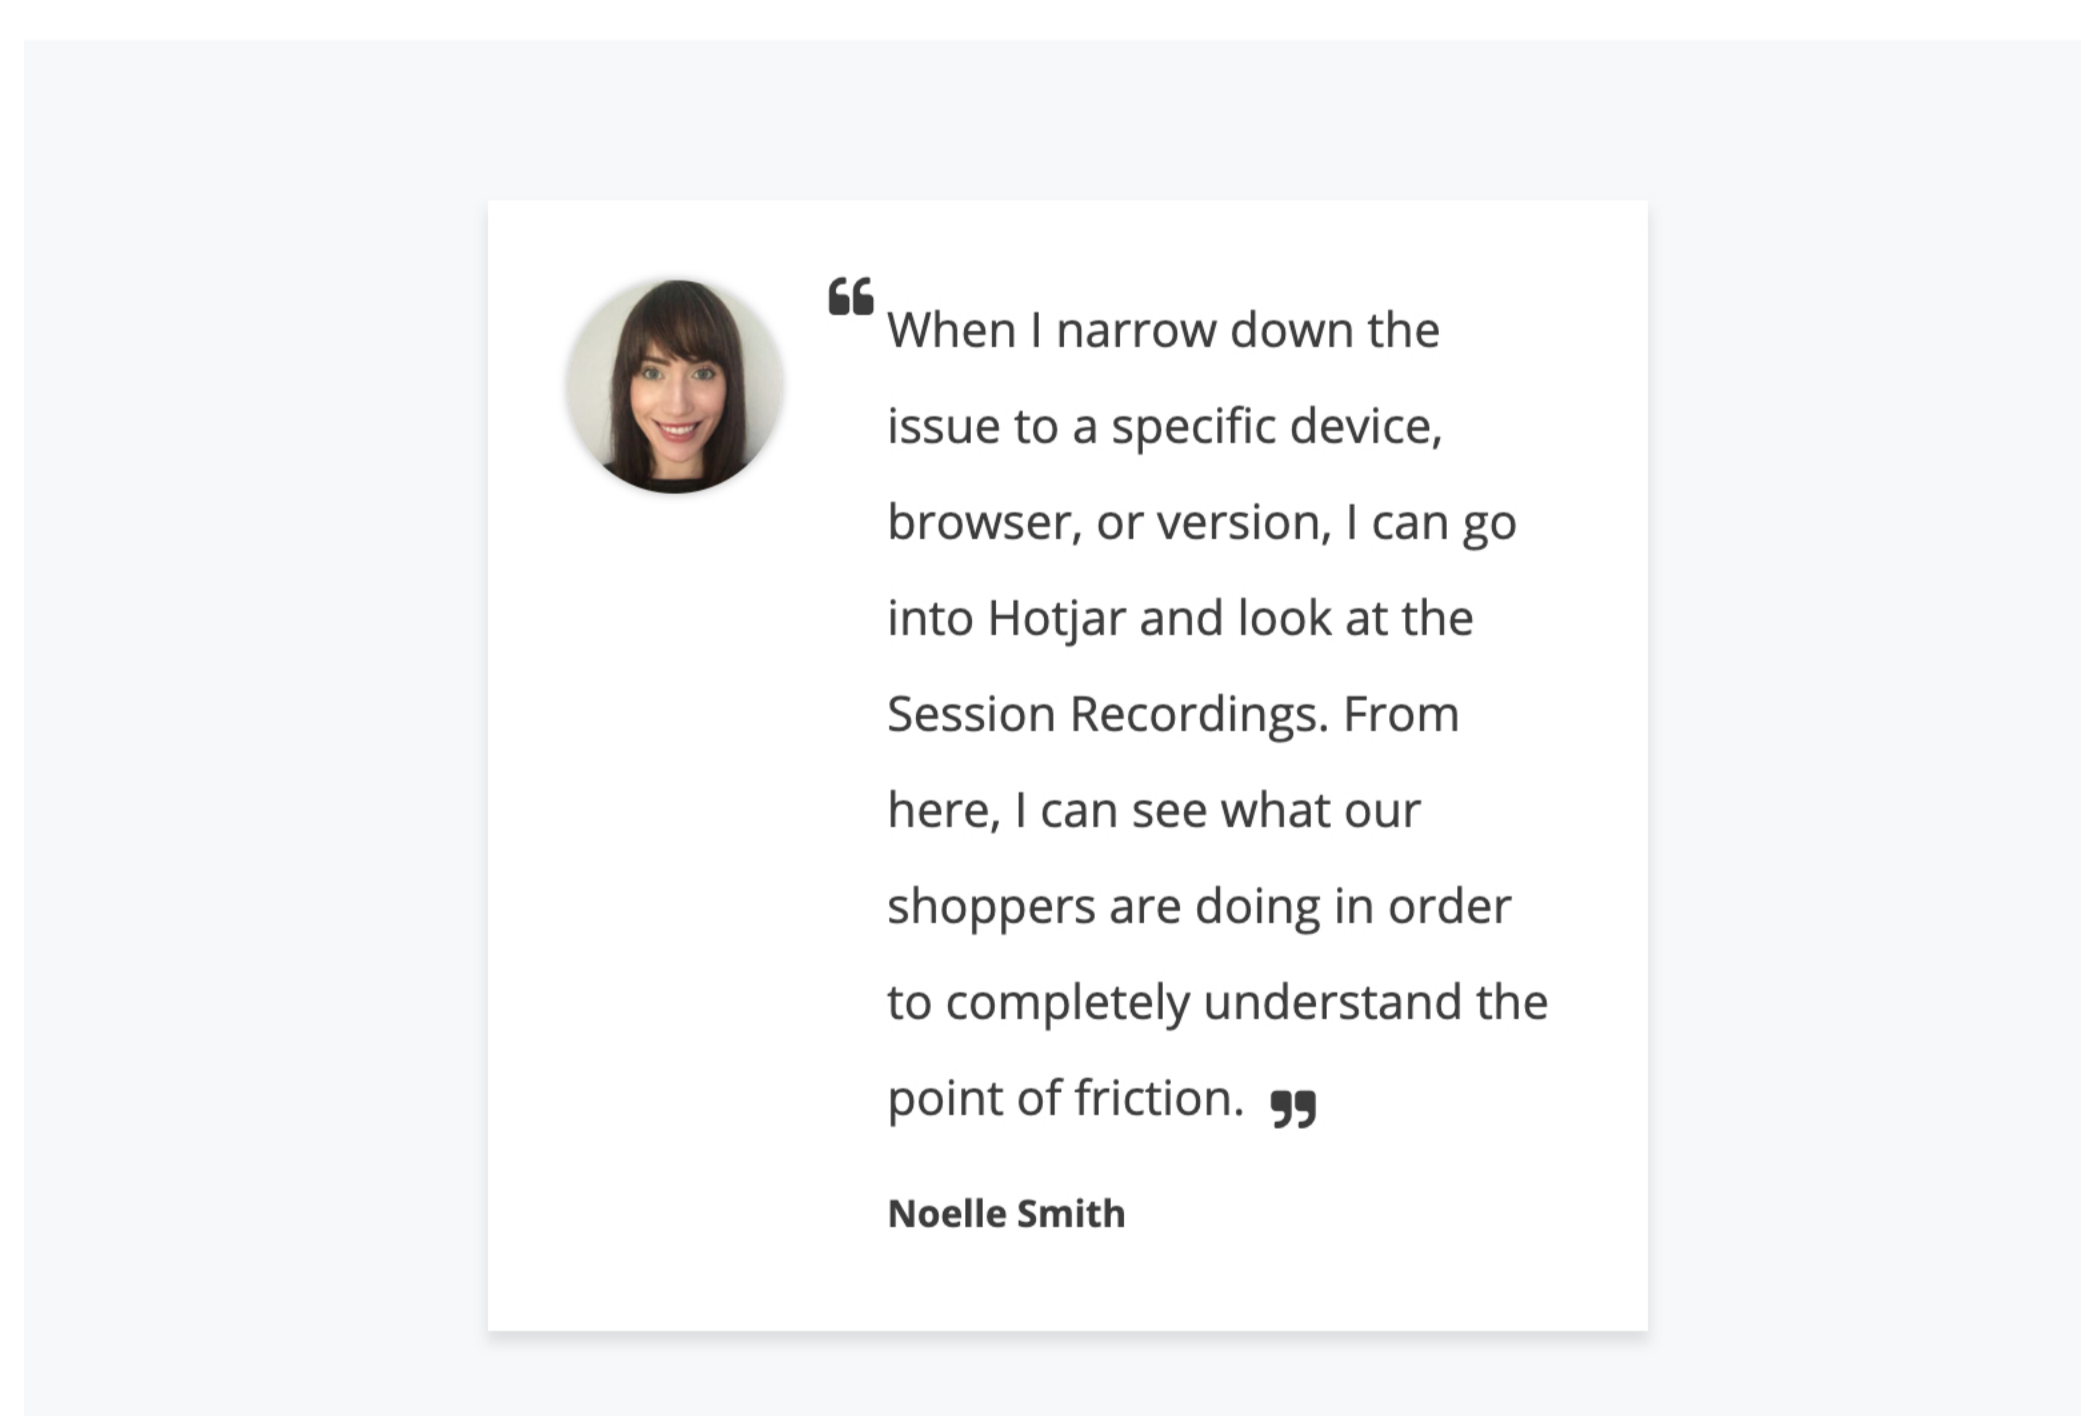 “ When I narrow down the
issue to a specific device,
browser, or version, I can go
into Hotjar and look at the
Session Recordings. From
here, I can see what our
shoppers are doing in order
to completely understand the
point of friction. ”
Noelle Smith